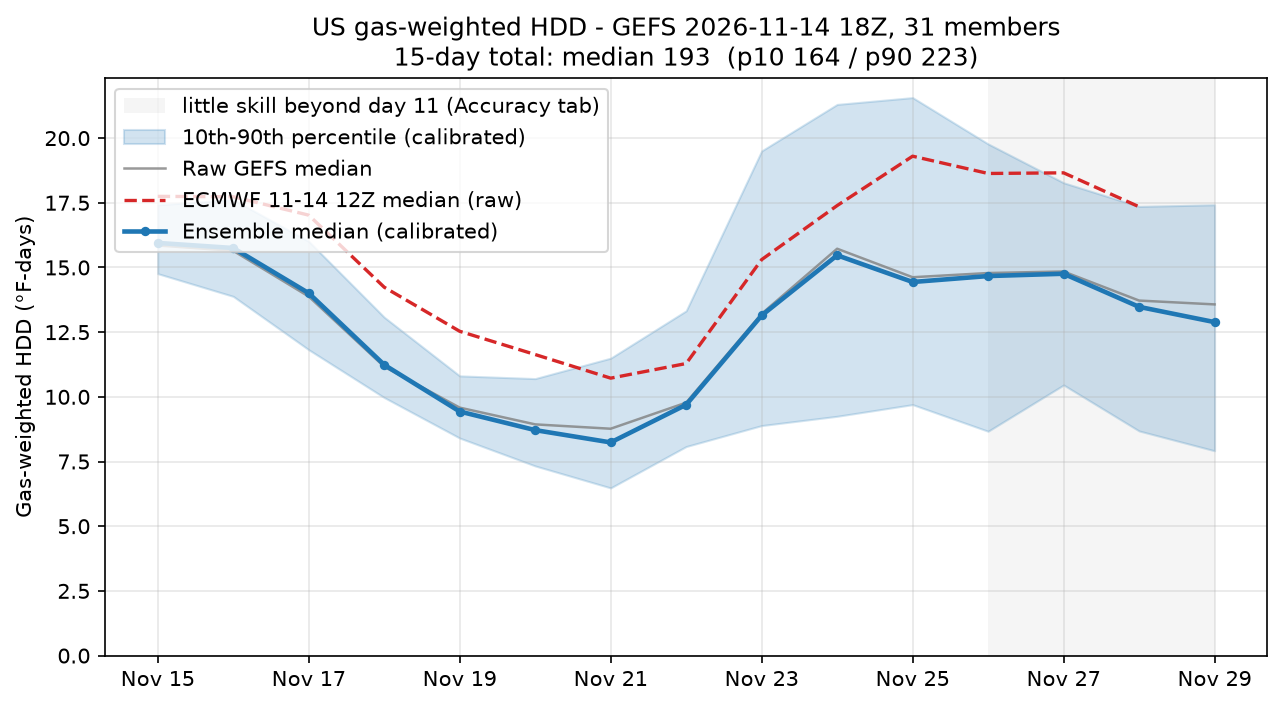 US gas-weighted HDD - GEFS 2026-11-14 18Z, 31 members
15-day total: median 193  (p10 164 / p90 223)
little skill beyond day 11 (Accuracy tab)
10th-90th percentile (calibrated)
Raw GEFS median
ECMWF 11-14 12Z median (raw)
Ensemble median (calibrated)
Gas-weighted HDD (°F-days)
20.0
17.5
15.0
12.5
10.0
7.5
5.0
2.5
0.0
Nov 15 Nov 17 Nov 19 Nov 21 Nov 23 Nov 25 Nov 27 Nov 29